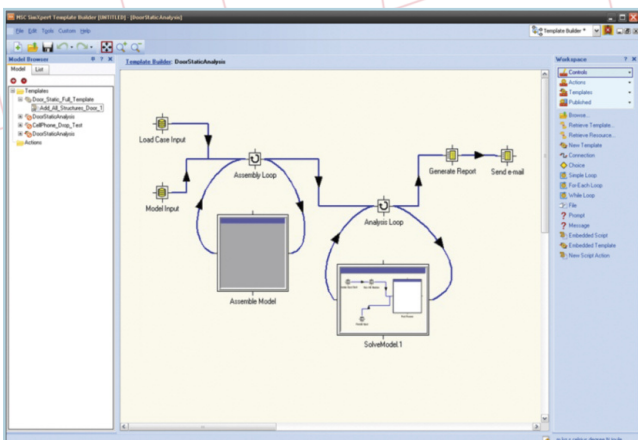 MSC SimXpert Template Builder [UNTITLED] - [DoorStaticAnalysis]
File Edit Tools Custom Help
Template Builder
Model Browser
Model List
Templates
Door_Static_Full_Template
Add_All_Structures_Door_1
DoorStaticAnalysis
CellPhone_Drop_Test
DoorStaticAnalysis
Actions
Template Builder: DoorStaticAnalysis
Load Case Input
Model Input
Assembly Loop
Assemble Model
Analysis Loop
SolveModel.1
Generate Report
Send e-mail
Workspace
Controls
Actions
Templates
Published
Browse...
Retrieve Template...
Retrieve Resource...
New Template
Connection
Choice
Simple Loop
For-Each Loop
While Loop
File
Prompt
Message
Embedded Script
Embedded Template
New Script Action